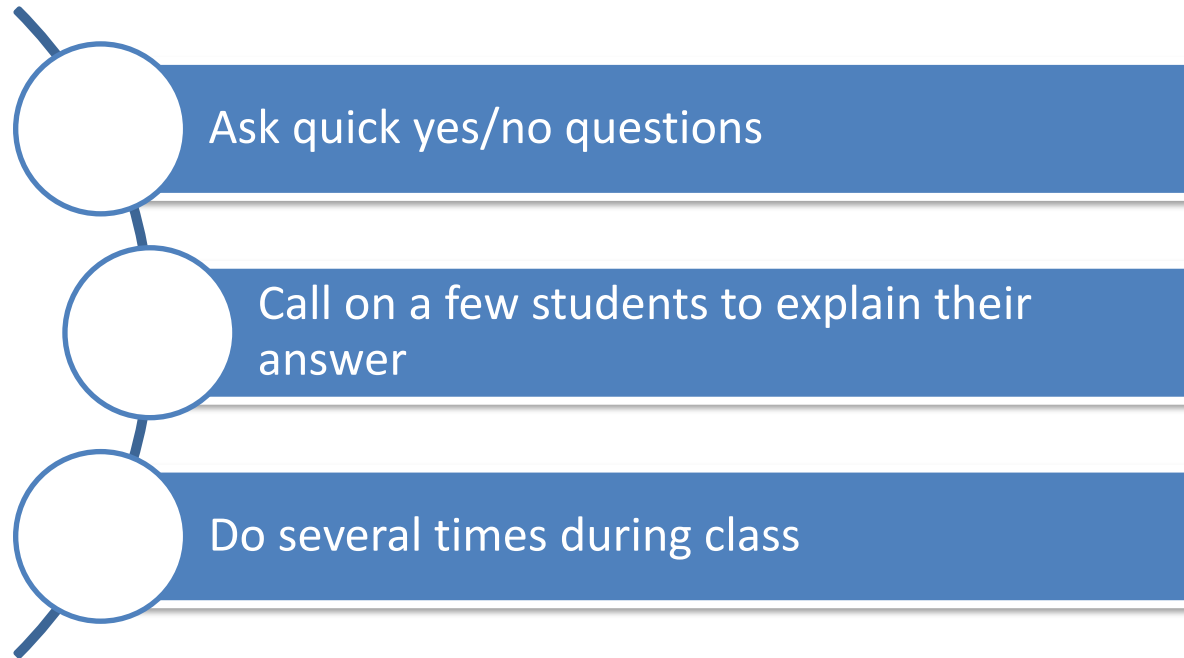 Ask quick yes/no questions
Call on a few students to explain their
answer
Do several times during class